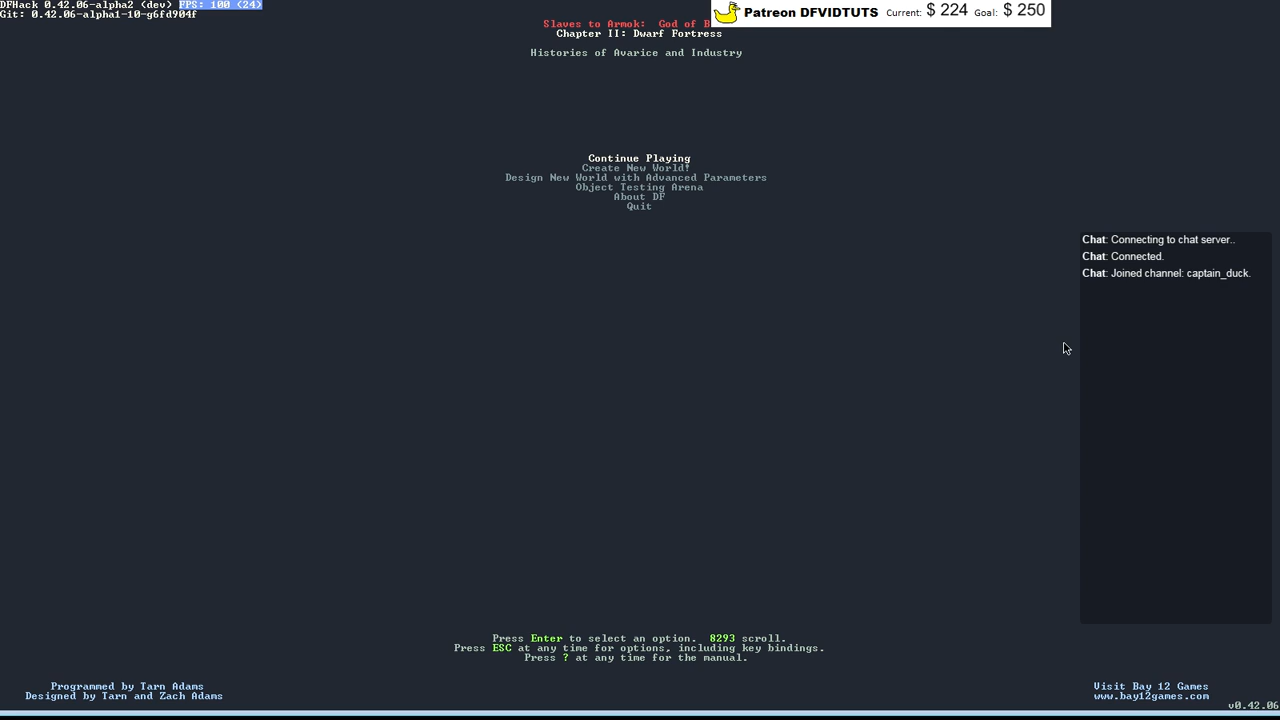 DFHack 0.42.06-alpha2 (dev) FPS: 100 (24)
Git: 0.42.06-alpha1-10-g6fd904f
Patreon DFVIDTUTS Current: $ 224 Goal: $ 250
Slaves to Armok: God of B
Chapter II: Dwarf Fortress
Histories of Avarice and Industry
Continue Playing
Create New World!
Design New World with Advanced Parameters
Object Testing Arena
About DF
Quit
Chat: Connecting to chat server..
Chat: Connected.
Chat: Joined channel: captain_duck.
Press Enter to select an option. 8293 scroll.
Press ESC at any time for options, including key bindings.
Press ? at any time for the manual.
Programmed by Tarn Adams
Designed by Tarn and Zach Adams
Visit Bay 12 Games
www.bay12games.com
v0.42.06